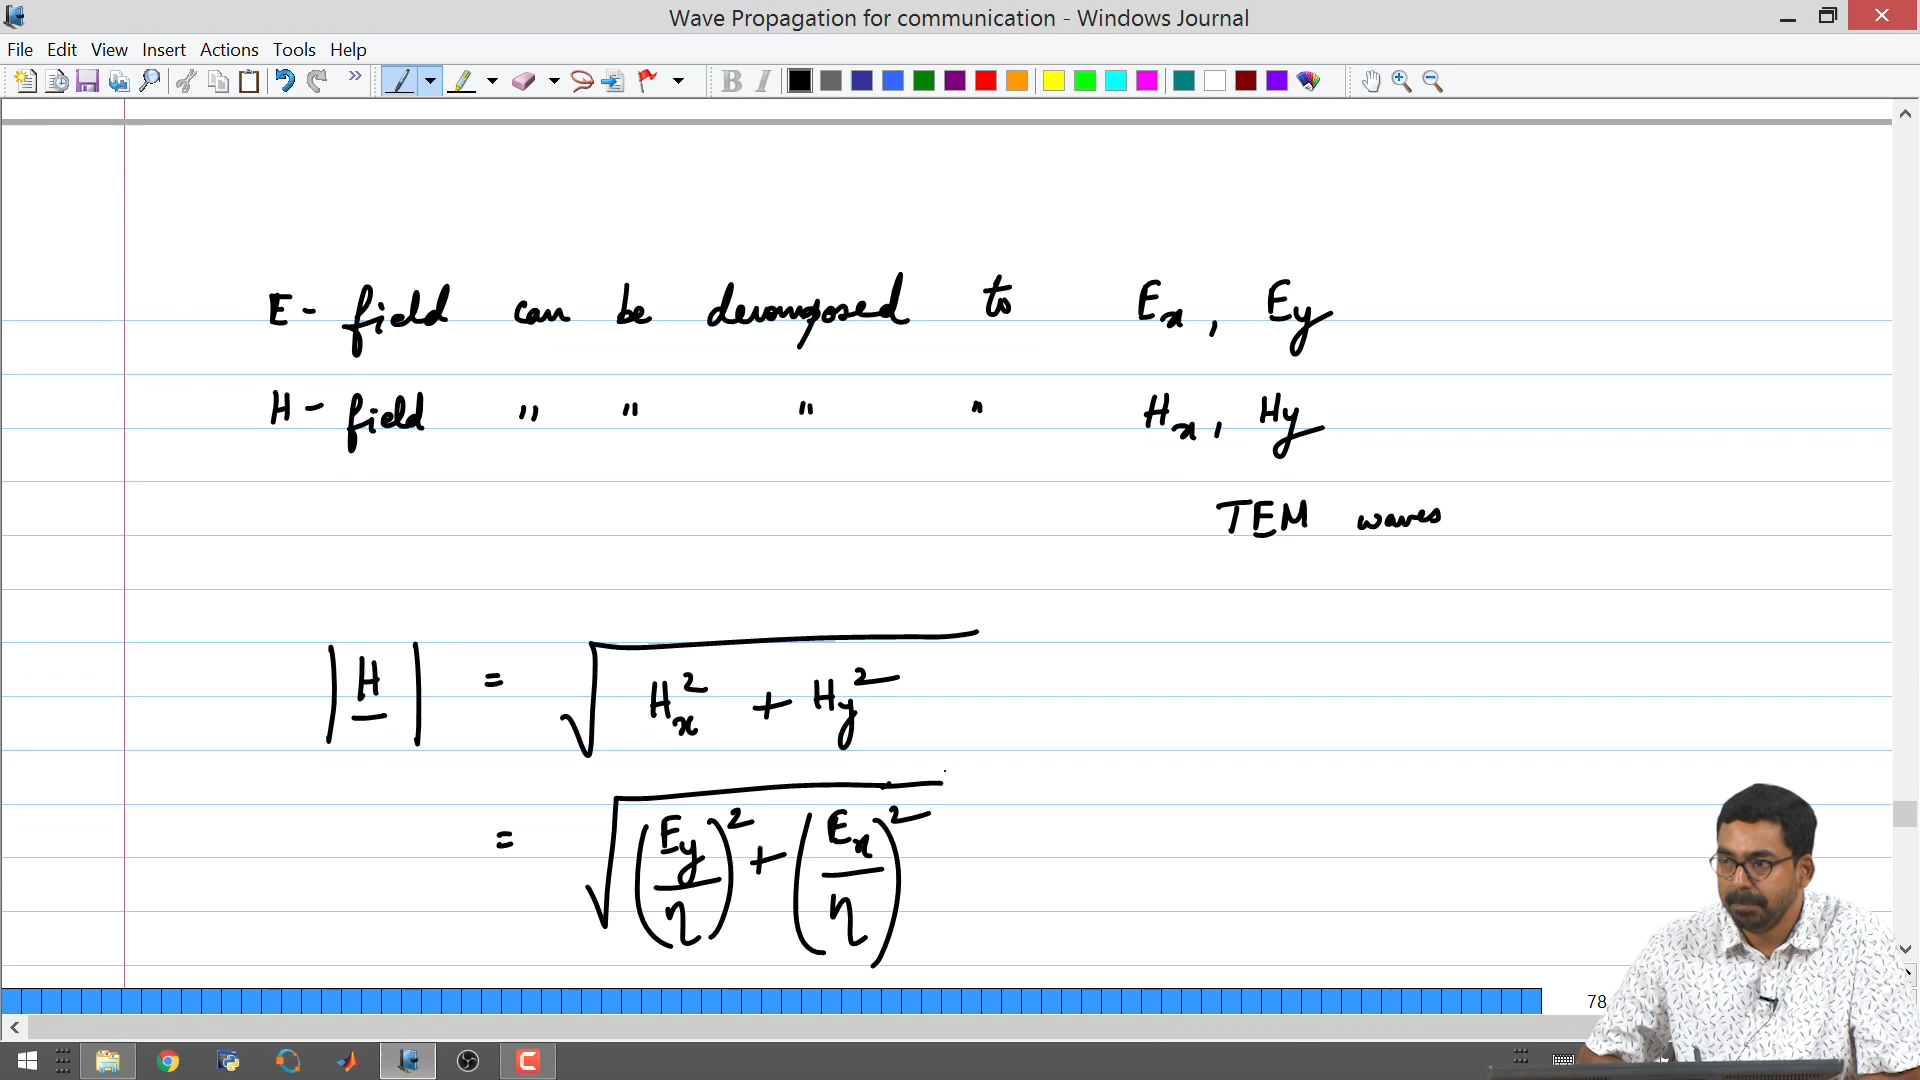 Wave Propagation for communication - Windows Journal
File Edit View Insert Actions Tools Help
B I
E - field can be decomposed to Ex, Ey
H - field " " " " Hx, Hy
TEM waves
|H| = √(Hx² + Hy²)
= √((Ey/η)² + (Ex/η)²)
78